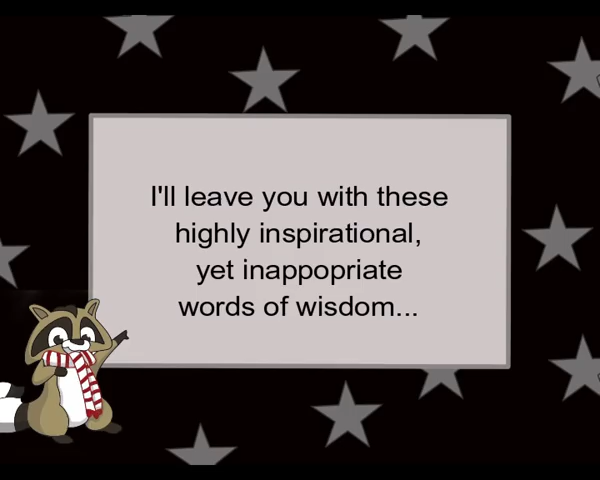 I'll leave you with these
highly inspirational,
yet inappopriate
words of wisdom...